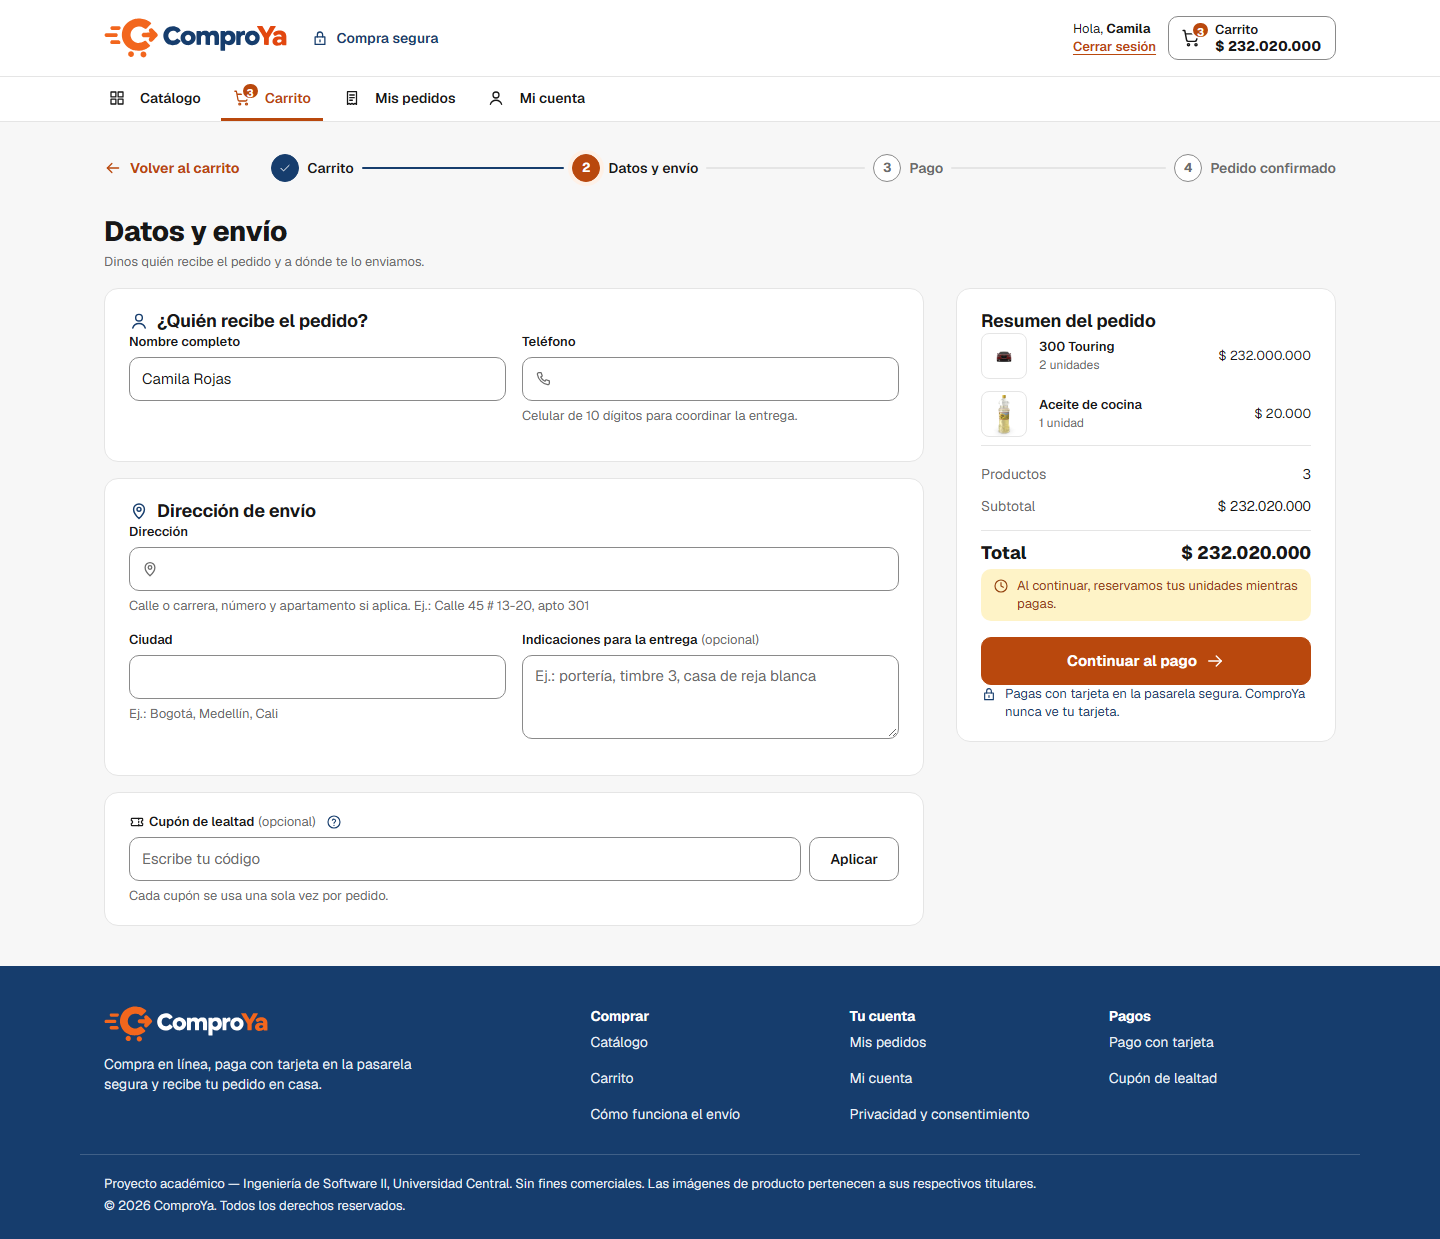 ComproYa
Compra segura
Hola, Camila
Cerrar sesión
3
Carrito
$ 232.020.000
Catálogo
3
Carrito
Mis pedidos
Mi cuenta
Volver al carrito
Carrito
2
Datos y envío
3
Pago
4
Pedido confirmado
Datos y envío
Dinos quién recibe el pedido y a dónde te lo enviamos.
¿Quién recibe el pedido?
Nombre completo
Camila Rojas
Teléfono
Celular de 10 dígitos para coordinar la entrega.
Dirección de envío
Dirección
Calle o carrera, número y apartamento si aplica. Ej.: Calle 45 # 13-20, apto 301
Ciudad
Ej.: Bogotá, Medellín, Cali
Indicaciones para la entrega (opcional)
Ej.: portería, timbre 3, casa de reja blanca
Cupón de lealtad (opcional)
Escribe tu código
Aplicar
Cada cupón se usa una sola vez por pedido.
Resumen del pedido
300 Touring
2 unidades
$ 232.000.000
Aceite de cocina
1 unidad
$ 20.000
Productos 3
Subtotal $ 232.020.000
Total $ 232.020.000
Al continuar, reservamos tus unidades mientras
pagas.
Continuar al pago
Pagas con tarjeta en la pasarela segura. ComproYa
nunca ve tu tarjeta.
ComproYa
Compra en línea, paga con tarjeta en la pasarela
segura y recibe tu pedido en casa.
Comprar
Catálogo
Carrito
Cómo funciona el envío
Tu cuenta
Mis pedidos
Mi cuenta
Privacidad y consentimiento
Pagos
Pago con tarjeta
Cupón de lealtad
Proyecto académico — Ingeniería de Software II, Universidad Central. Sin fines comerciales. Las imágenes de producto pertenecen a sus respectivos titulares.
© 2026 ComproYa. Todos los derechos reservados.